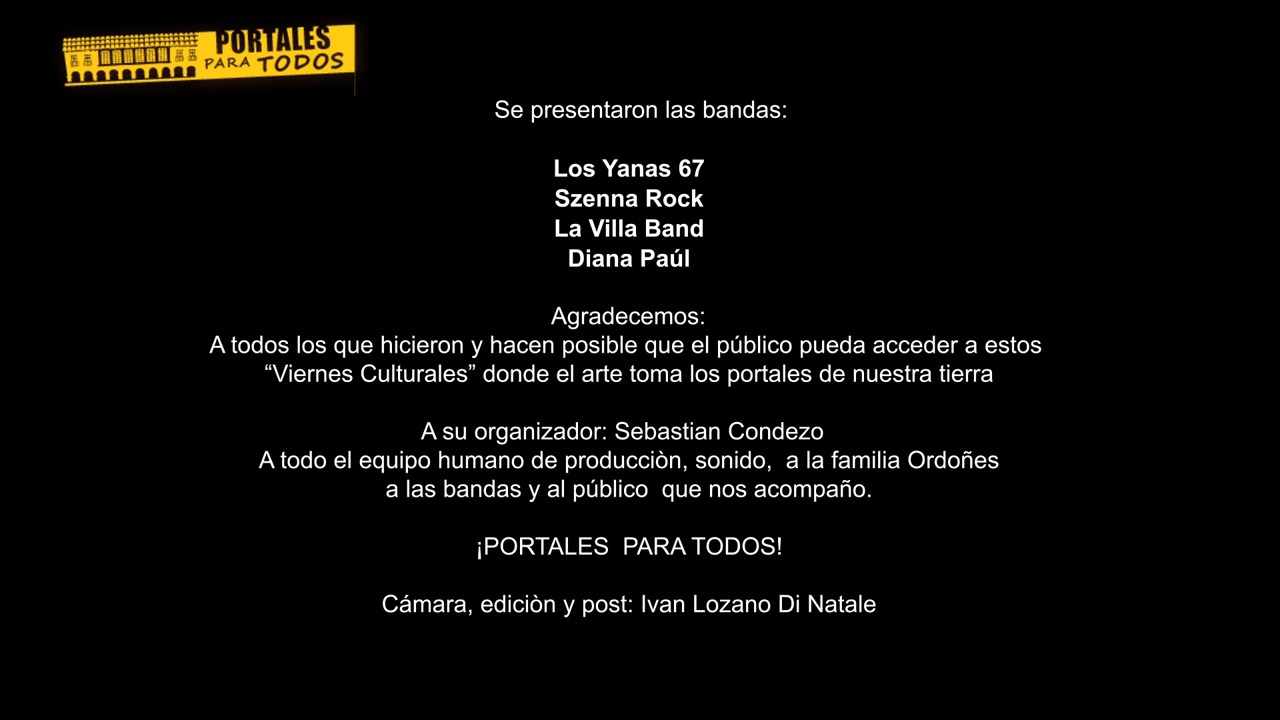 PORTALES
PARA TODOS
Se presentaron las bandas:
Los Yanas 67
Szenna Rock
La Villa Band
Diana Paúl
Agradecemos:
A todos los que hicieron y hacen posible que el público pueda acceder a estos
“Viernes Culturales” donde el arte toma los portales de nuestra tierra
A su organizador: Sebastian Condezo
A todo el equipo humano de producciòn, sonido,  a la familia Ordoñes
a las bandas y al público  que nos acompaño.
¡PORTALES  PARA TODOS!
Cámara, ediciòn y post: Ivan Lozano Di Natale